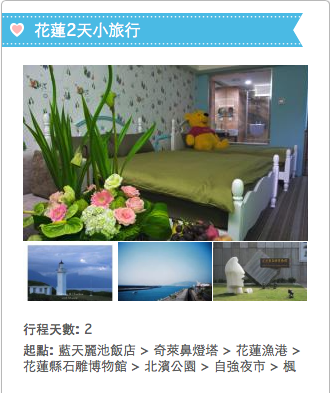 花蓮2天小旅行
行程天數: 2
起點: 藍天麗池飯店 > 奇萊鼻燈塔 > 花蓮漁港 >
花蓮縣石雕博物館 > 北濱公園 > 自強夜市 > 楓